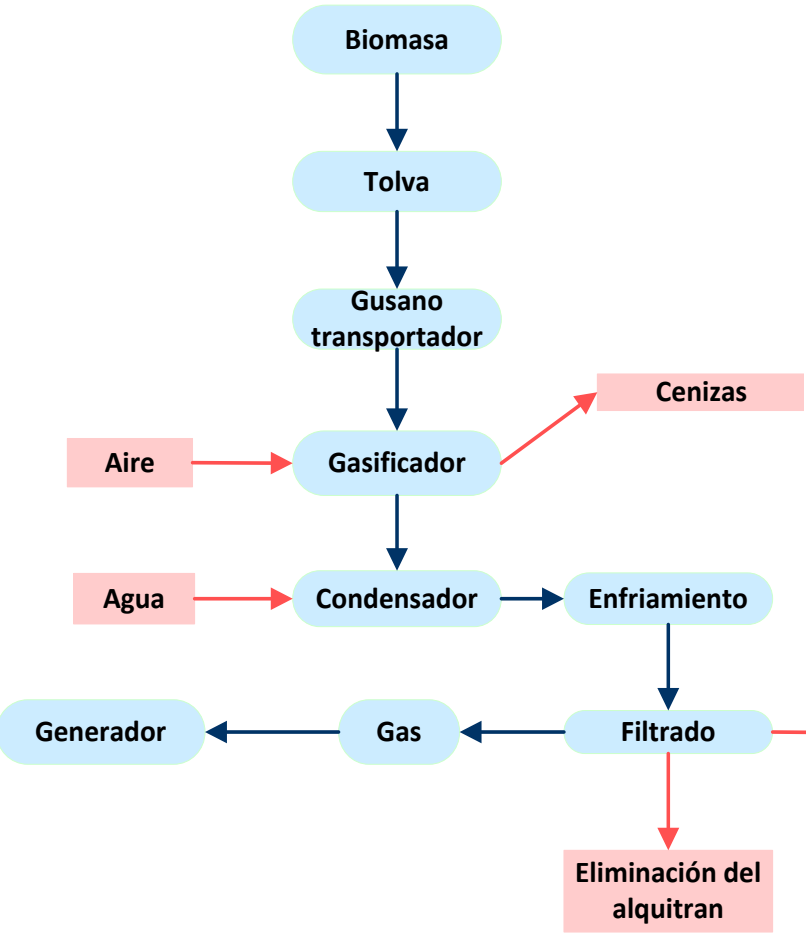 Biomasa
Tolva
Gusano
transportador
Cenizas
Aire
Gasificador
Agua
Condensador
Enfriamiento
Generador
Gas
Filtrado
Eliminación del
alquitran